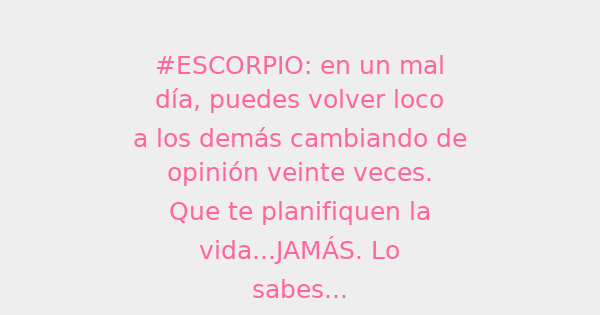 #ESCORPIO: en un mal
día, puedes volver loco
a los demás cambiando de
opinión veinte veces.
Que te planifiquen la
vida...JAMÁS. Lo
sabes...